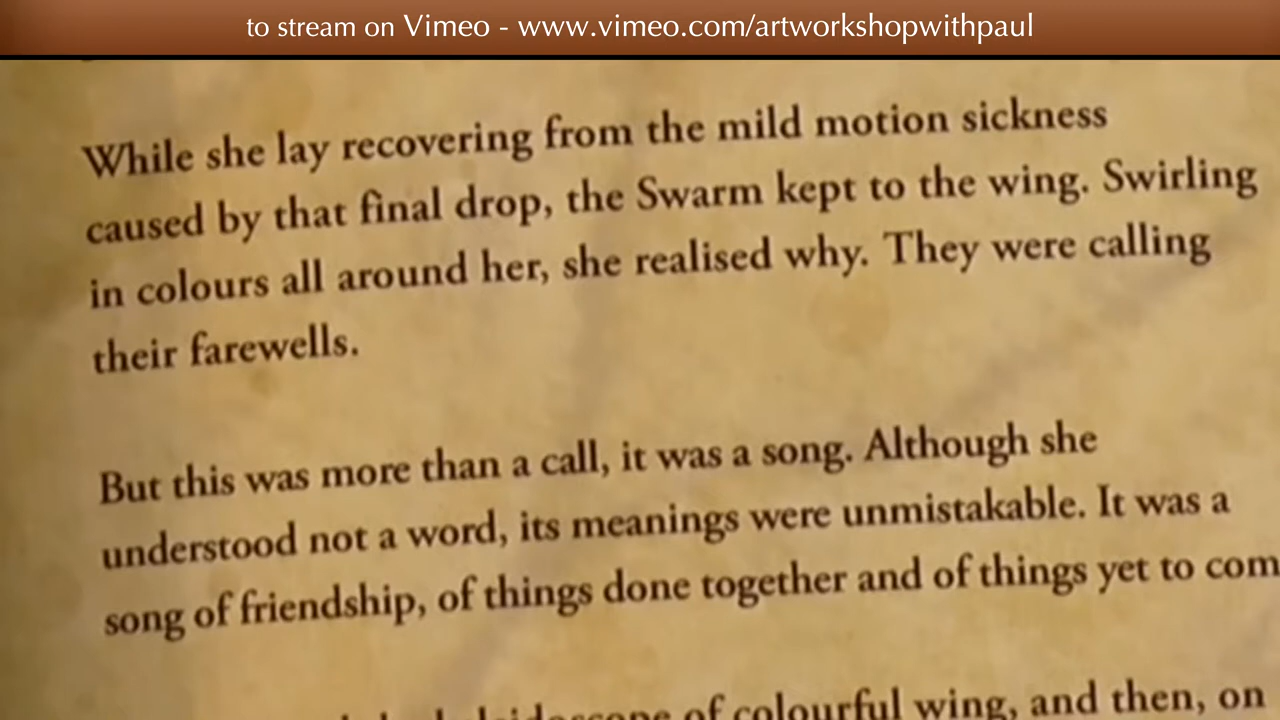 to stream on Vimeo - www.vimeo.com/artworkshopwithpaul
While she lay recovering from the mild motion sickness
caused by that final drop, the Swarm kept to the wing. Swirling
in colours all around her, she realised why. They were calling
their farewells.
But this was more than a call, it was a song. Although she
understood not a word, its meanings were unmistakable. It was a
song of friendship, of things done together and of things yet to com
of colourful wing, and then, on